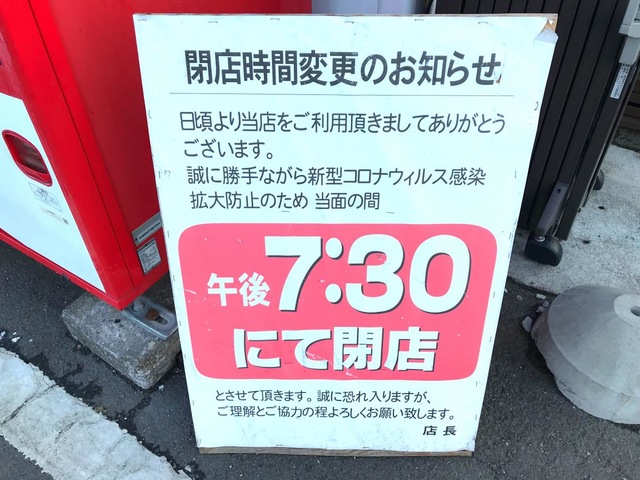 閉店時間変更のお知らせ
日頃より当店をご利用頂きましてありがとう
ございます。
誠に勝手ながら新型コロナウィルス感染
拡大防止のため 当面の間
午後7:30
にて閉店
とさせて頂きます。誠に恐れ入りますが、
ご理解とご協力の程よろしくお願い致します。
店長